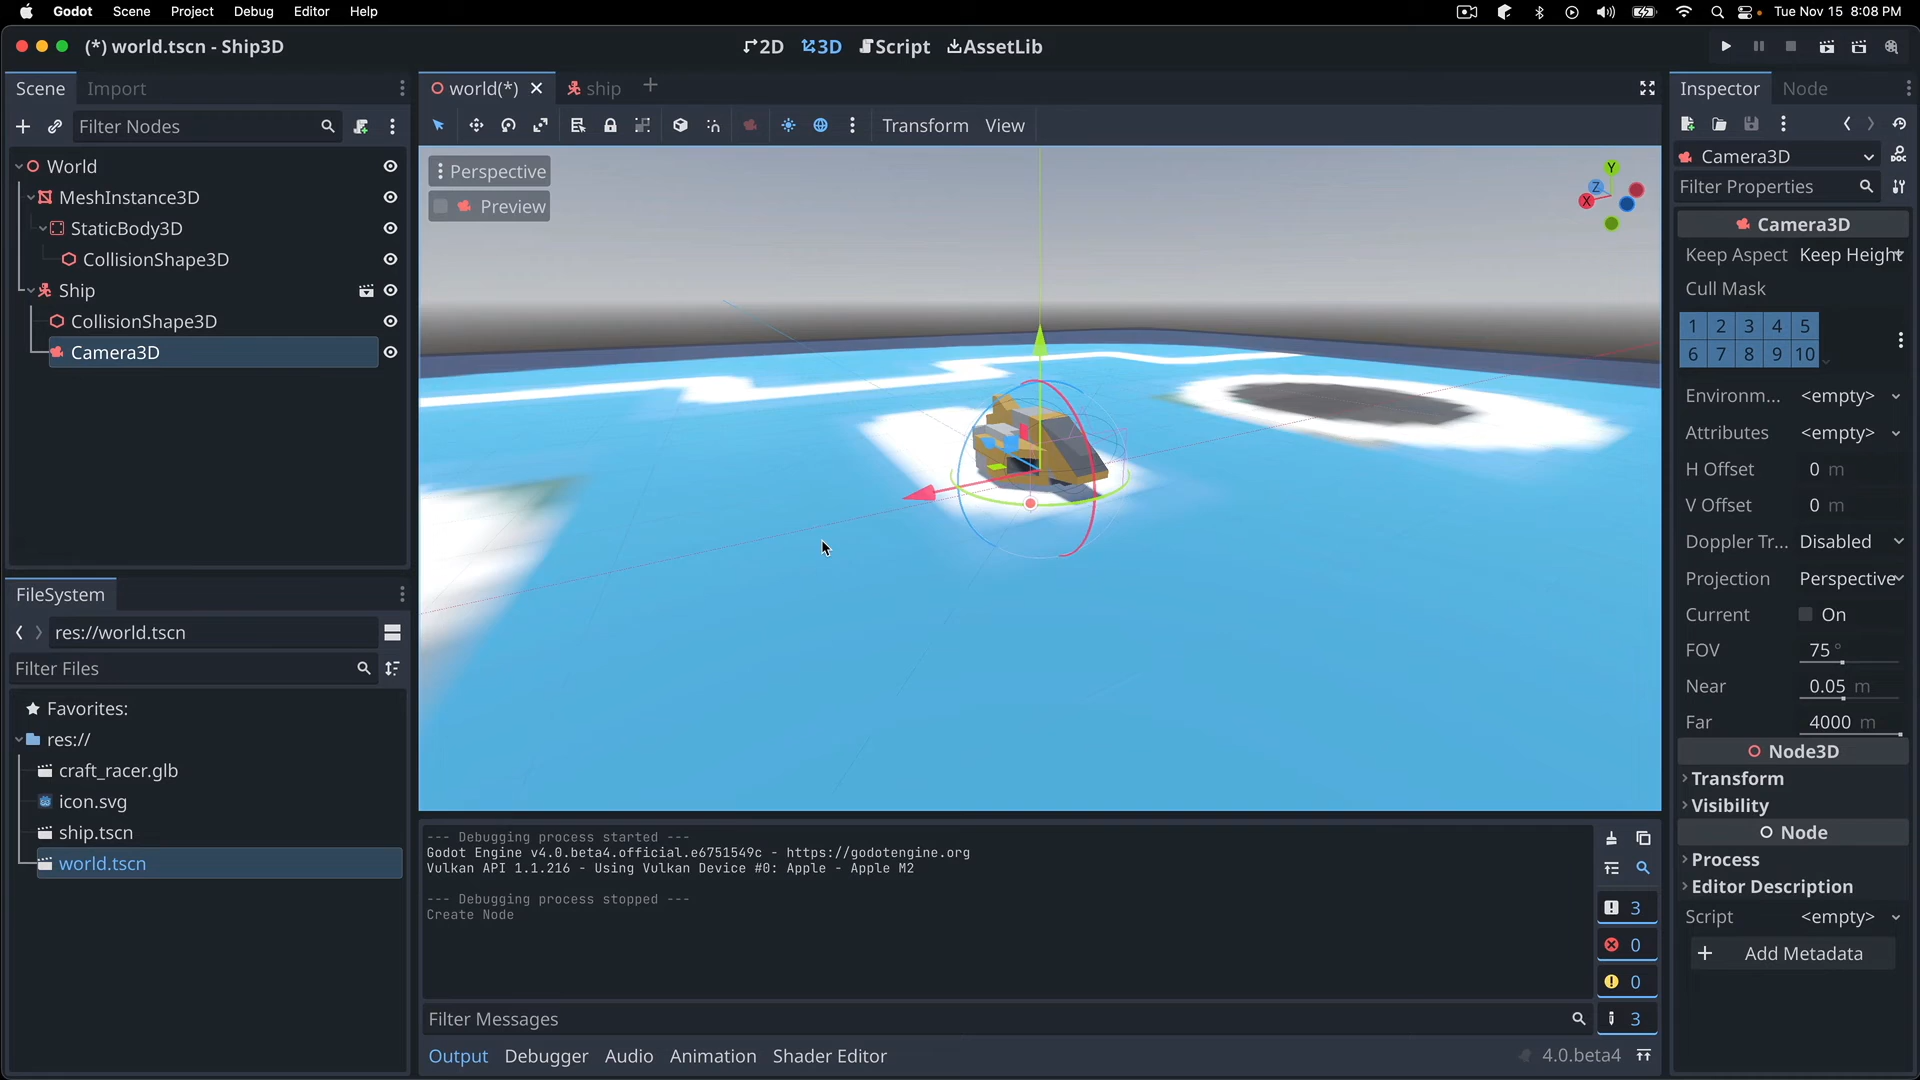 Godot Scene Project Debug Editor Help Tue Nov 15 8:08 PM
(*) world.tscn - Ship3D
2D 3D Script AssetLib
Scene Import
Filter Nodes
World
MeshInstance3D
StaticBody3D
CollisionShape3D
Ship
CollisionShape3D
Camera3D
FileSystem
res://world.tscn
Filter Files
Favorites:
res://
craft_racer.glb
icon.svg
ship.tscn
world.tscn
world(*) ship
Transform View
Perspective
Preview
Y
Z
X
--- Debugging process started ---
Godot Engine v4.0.beta4.official.e6751549c - https://godotengine.org
Vulkan API 1.1.216 - Using Vulkan Device #0: Apple - Apple M2
--- Debugging process stopped ---
Create Node
3
0
0
3
Filter Messages
Output Debugger Audio Animation Shader Editor 4.0.beta4
Inspector Node
Camera3D
DOC
Filter Properties
Camera3D
Keep Aspect Keep Height
Cull Mask
1 2 3 4 5
6 7 8 9 10
Environm... <empty>
Attributes <empty>
H Offset 0 m
V Offset 0 m
Doppler Tr... Disabled
Projection Perspective
Current On
FOV 75 °
Near 0.05 m
Far 4000 m
Node3D
Transform
Visibility
Node
Process
Editor Description
Script <empty>
Add Metadata